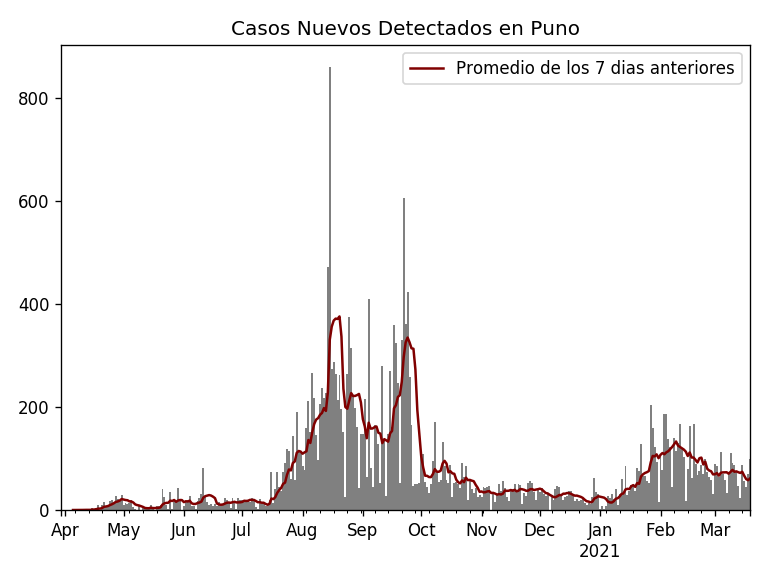 Casos Nuevos Detectados en Puno
Promedio de los 7 dias anteriores
800
600
400
200
0
Apr May Jun Jul Aug Sep Oct Nov Dec Jan Feb Mar
2021